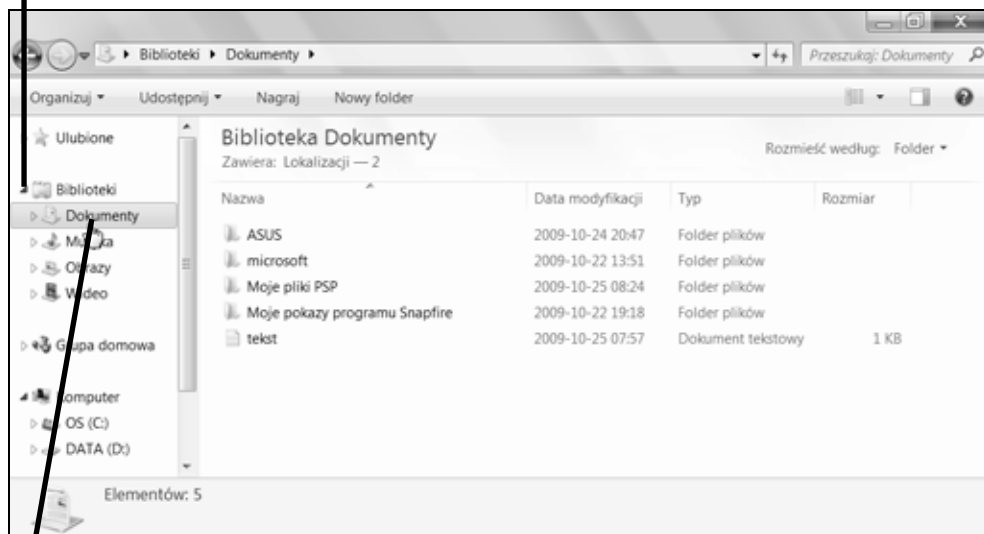 Biblioteki Dokumenty
Przeszukaj: Dokumenty
Organizuj Udostępnij Nagraj Nowy folder
Ulubione
Biblioteki
Dokumenty
Muzyka
Obrazy
Wideo
Grupa domowa
Komputer
OS (C:)
DATA (D:)
Biblioteka Dokumenty
Zawiera: Lokalizacji — 2
Rozmieść według: Folder
Nazwa Data modyfikacji Typ Rozmiar
ASUS 2009-10-24 20:47 Folder plików
microsoft 2009-10-22 13:51 Folder plików
Moje pliki PSP 2009-10-25 08:24 Folder plików
Moje pokazy programu Snapfire 2009-10-22 19:18 Folder plików
tekst 2009-10-25 07:57 Dokument tekstowy 1 KB
Elementów: 5